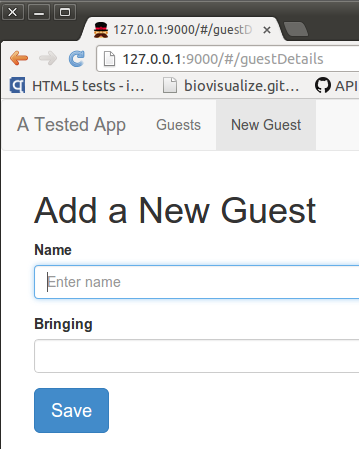 127.0.0.1:9000/#/guestD
127.0.0.1:9000/#/guestDetails
HTML5 tests - i... biovisualize.git... API
A Tested App Guests New Guest
Add a New Guest
Name
Enter name
Bringing
Save